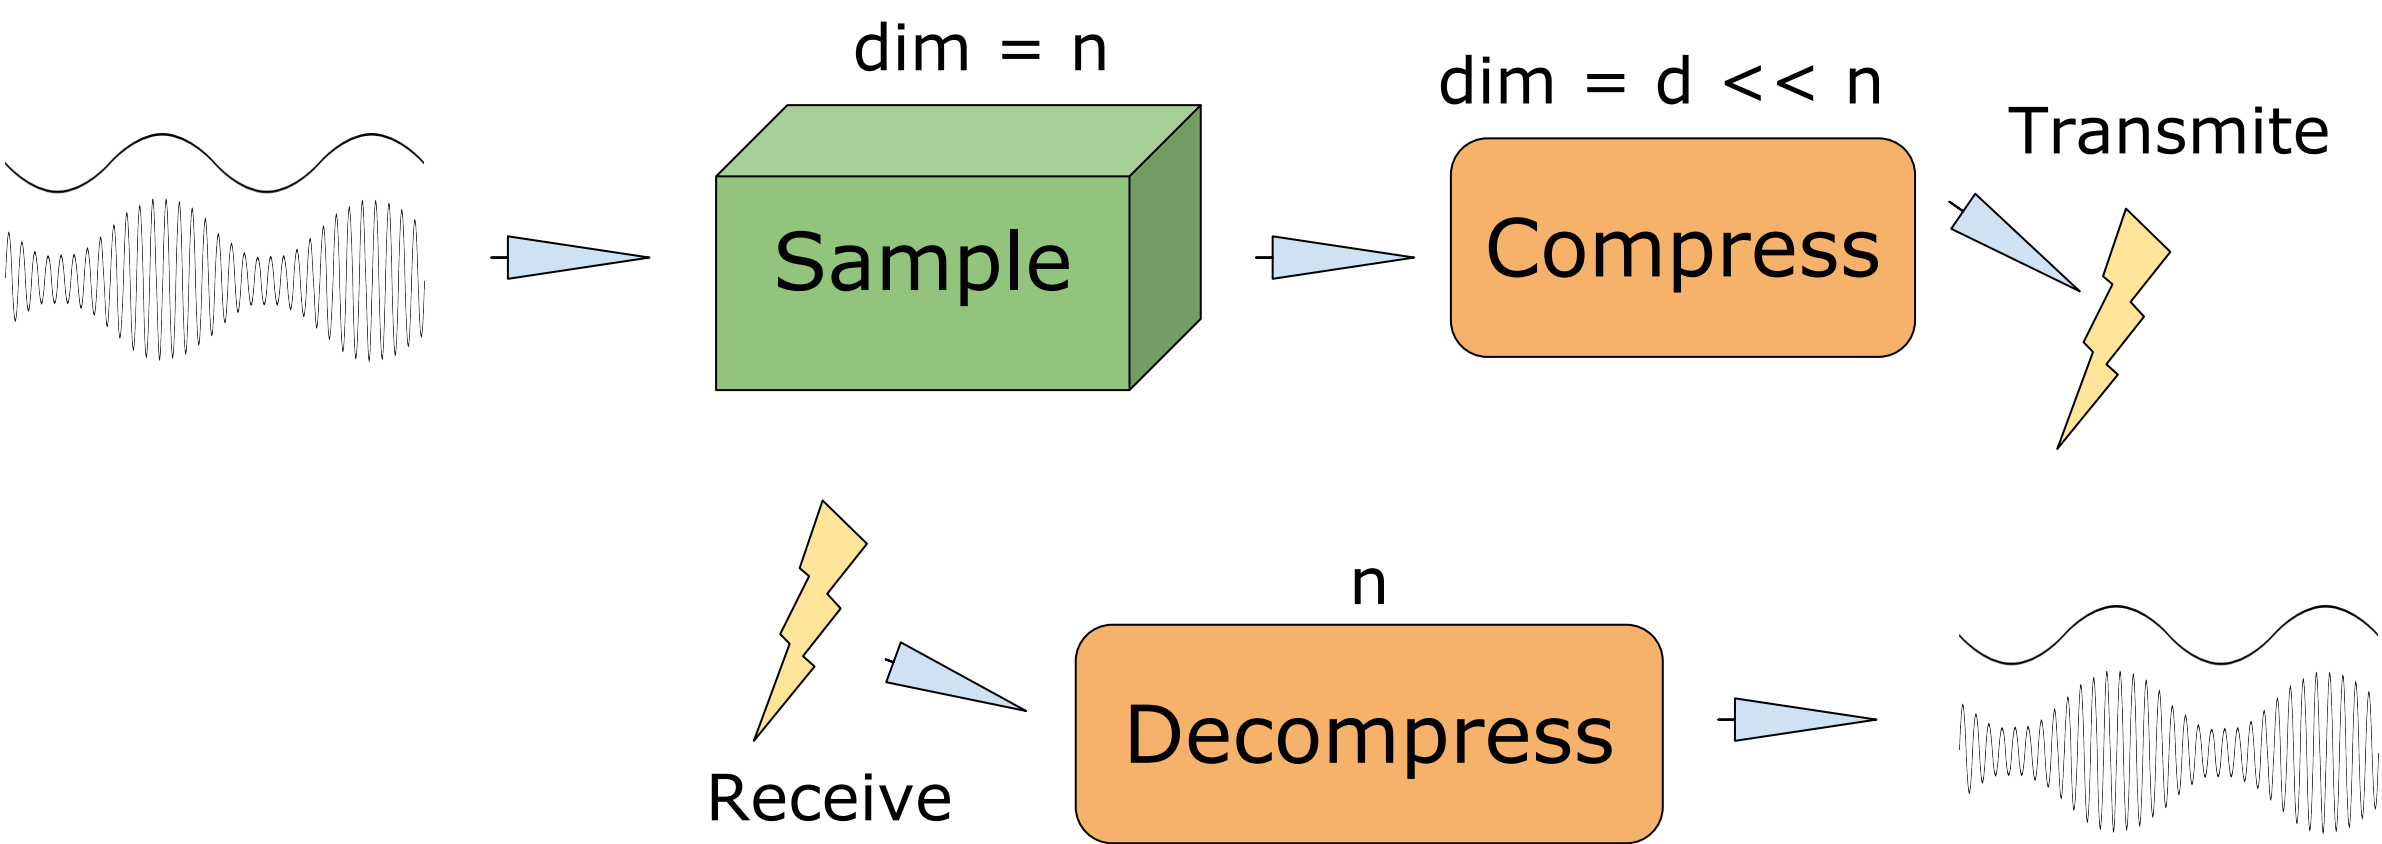 dim = n
dim = d << n
Transmite
Sample
Compress
n
Decompress
Receive